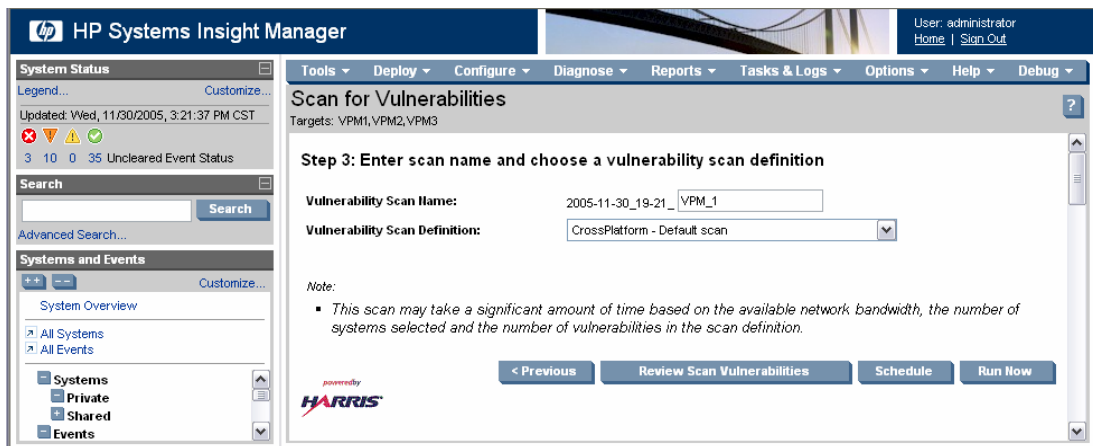 hp HP Systems Insight Manager
User: administrator
Home | Sign Out
System Status
Legend... Customize...
Updated: Wed, 11/30/2005, 3:21:37 PM CST
3 10 0 35 Uncleared Event Status
Search
Search
Advanced Search...
Systems and Events
++ -- Customize...
System Overview
All Systems
All Events
Systems
Private
Shared
Events
Tools Deploy Configure Diagnose Reports Tasks & Logs Options Help Debug
Scan for Vulnerabilities ?
Targets: VPM1,VPM2,VPM3
Step 3: Enter scan name and choose a vulnerability scan definition
Vulnerability Scan Name: 2005-11-30_19-21_ VPM_1
Vulnerability Scan Definition: CrossPlatform - Default scan
Note:
▪ This scan may take a significant amount of time based on the available network bandwidth, the number of
systems selected and the number of vulnerabilities in the scan definition.
< Previous Review Scan Vulnerabilities Schedule Run Now
powered by
HARRIS